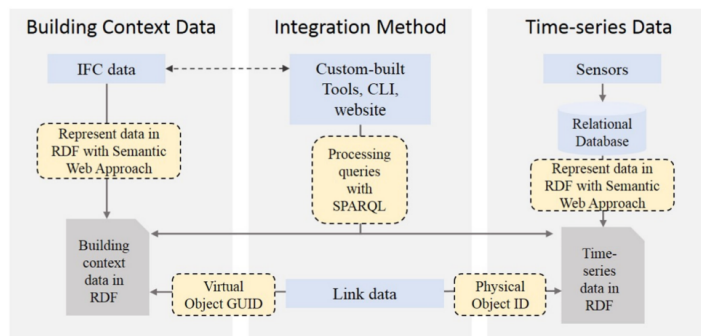 Building Context Data
Integration Method
Time-series Data
IFC data
Custom-built
Tools, CLI,
website
Sensors
Relational
Database
Represent data in
RDF with Semantic
Web Approach
Processing
queries
with
SPARQL
Represent data in
RDF with Semantic
Web Approach
Building
context
data in
RDF
Time-
series
data in
RDF
Virtual
Object GUID
Link data
Physical
Object ID